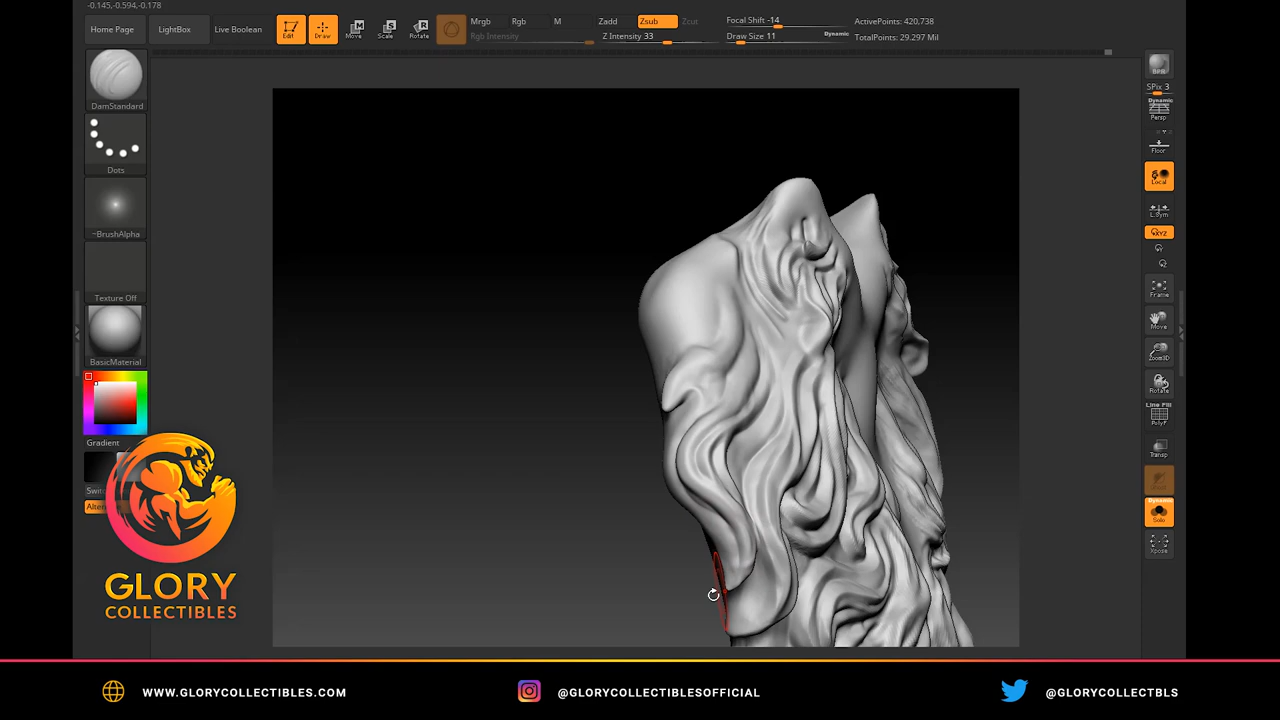 -0.145,-0.594,-0.178
Home Page
LightBox
Live Boolean
Edit
Draw
Move
Scale
Rotate
Mrgb
Rgb
M
Rgb Intensity
Zadd
Zsub
Zcut
Z Intensity 33
Focal Shift -14
Draw Size 11
Dynamic
ActivePoints: 420,738
TotalPoints: 29.297 Mil
DamStandard
Dots
~BrushAlpha
Texture Off
BasicMaterial
Gradient
GLORY
COLLECTIBLES
BPR
SPix 3
Dynamic
Persp
Floor
Local
L.Sym
XYZ
Frame
Move
Zoom3D
Rotate
Line Fill
PolyF
Transp
Dynamic
Solo
Xpose
WWW.GLORYCOLLECTIBLES.COM
@GLORYCOLLECTIBLESOFFICIAL
@GLORYCOLLECTBLS